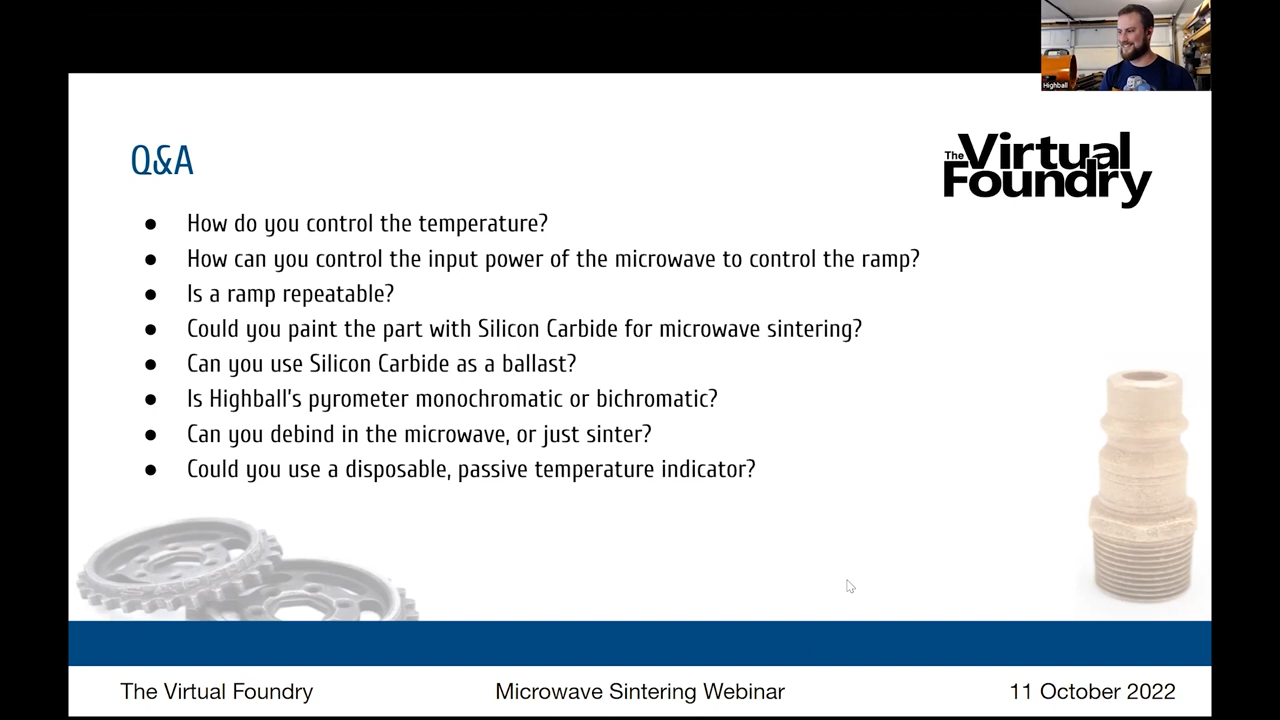 Highball
Q&A
The Virtual
Foundry
● How do you control the temperature?
● How can you control the input power of the microwave to control the ramp?
● Is a ramp repeatable?
● Could you paint the part with Silicon Carbide for microwave sintering?
● Can you use Silicon Carbide as a ballast?
● Is Highball's pyrometer monochromatic or bichromatic?
● Can you debind in the microwave, or just sinter?
● Could you use a disposable, passive temperature indicator?
The Virtual Foundry
Microwave Sintering Webinar
11 October 2022